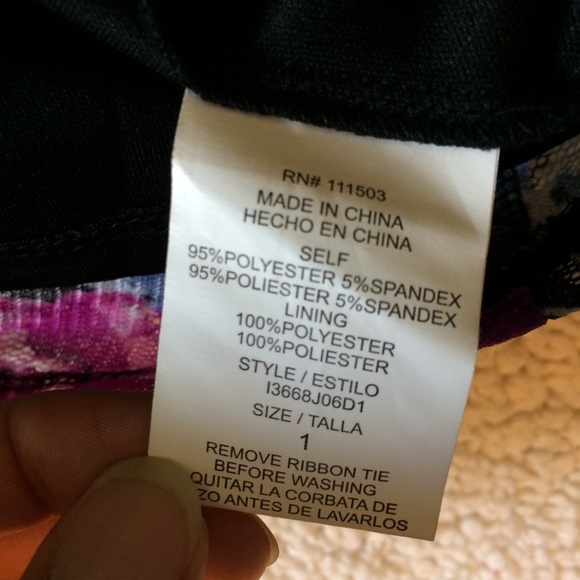 RN# 111503
MADE IN CHINA
HECHO EN CHINA
SELF
95%POLYESTER 5%SPANDEX
95%POLIESTER 5%SPANDEX
LINING
100%POLYESTER
100%POLIESTER
STYLE / ESTILO
I3668J06D1
SIZE / TALLA
1
REMOVE RIBBON TIE
BEFORE WASHING
QUITAR LA CORBATA DE
ZO ANTES DE LAVARLOS